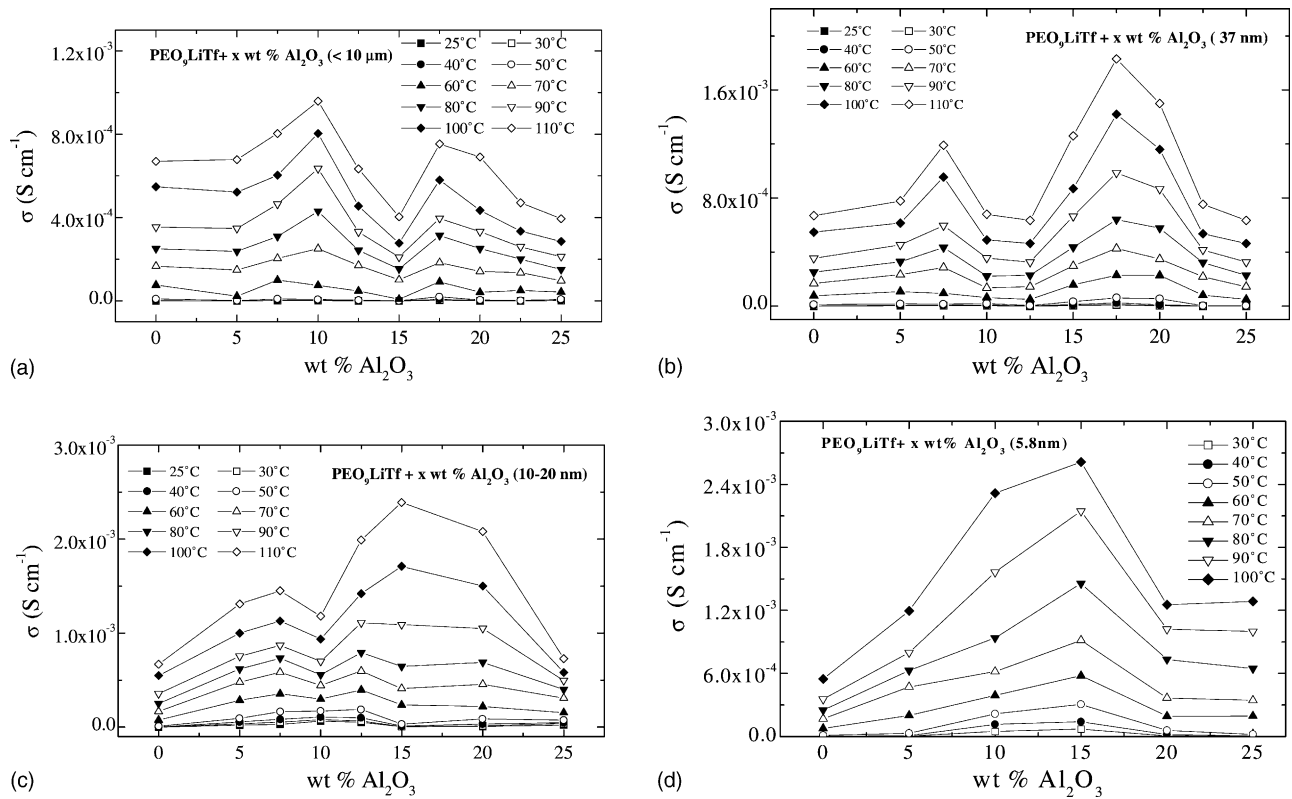 PEO₉LiTf+ x wt % Al₂O₃ (< 10 μm)
25°C 30°C
40°C 50°C
60°C 70°C
80°C 90°C
100°C 110°C
1.2x10⁻³
8.0x10⁻⁴
4.0x10⁻⁴
0.0
σ (S cm⁻¹)
0 5 10 15 20 25
wt % Al₂O₃
(a)
PEO₉LiTf + x wt % Al₂O₃ ( 37 nm)
25°C 30°C
40°C 50°C
60°C 70°C
80°C 90°C
100°C 110°C
1.6x10⁻³
8.0x10⁻⁴
0.0
σ (S cm⁻¹)
0 5 10 15 20 25
wt % Al₂O₃
(b)
PEO₉LiTf + x wt % Al₂O₃ (10-20 nm)
25°C 30°C
40°C 50°C
60°C 70°C
80°C 90°C
100°C 110°C
3.0x10⁻³
2.0x10⁻³
1.0x10⁻³
0.0
σ (S cm⁻¹)
0 5 10 15 20 25
wt % Al₂O₃
(c)
PEO₉LiTf+ x wt% Al₂O₃ (5.8nm)
30°C
40°C
50°C
60°C
70°C
80°C
90°C
100°C
3.0x10⁻³
2.4x10⁻³
1.8x10⁻³
1.2x10⁻³
6.0x10⁻⁴
0.0
σ (S cm⁻¹)
0 5 10 15 20 25
wt % Al₂O₃
(d)